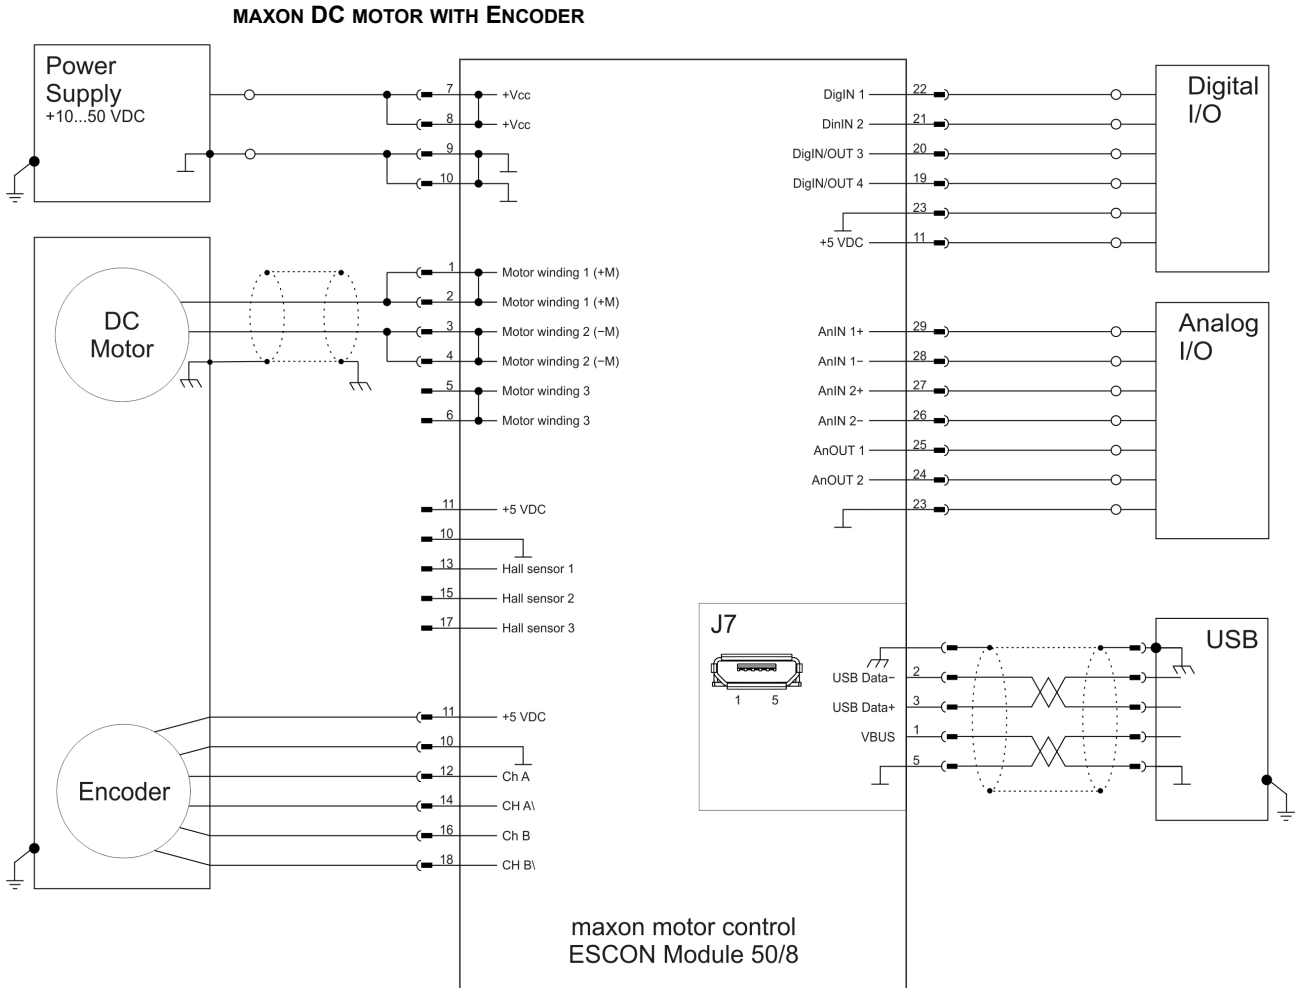 MAXON DC MOTOR WITH ENCODER
Power
Supply
+10...50 VDC
7 +Vcc
8 +Vcc
9
10
DC
Motor
1 Motor winding 1 (+M)
2 Motor winding 1 (+M)
3 Motor winding 2 (−M)
4 Motor winding 2 (−M)
5 Motor winding 3
6 Motor winding 3
11 +5 VDC
10
13 Hall sensor 1
15 Hall sensor 2
17 Hall sensor 3
Encoder
11 +5 VDC
10
12 Ch A
14 CH A\
16 Ch B
18 CH B\
DigIN 1 22
DinIN 2 21
DigIN/OUT 3 20
DigIN/OUT 4 19
23
+5 VDC 11
Digital
I/O
AnIN 1+ 29
AnIN 1− 28
AnIN 2+ 27
AnIN 2− 26
AnOUT 1 25
AnOUT 2 24
23
Analog
I/O
J7
1 5
USB Data− 2
USB Data+ 3
VBUS 1
5
USB
maxon motor control
ESCON Module 50/8